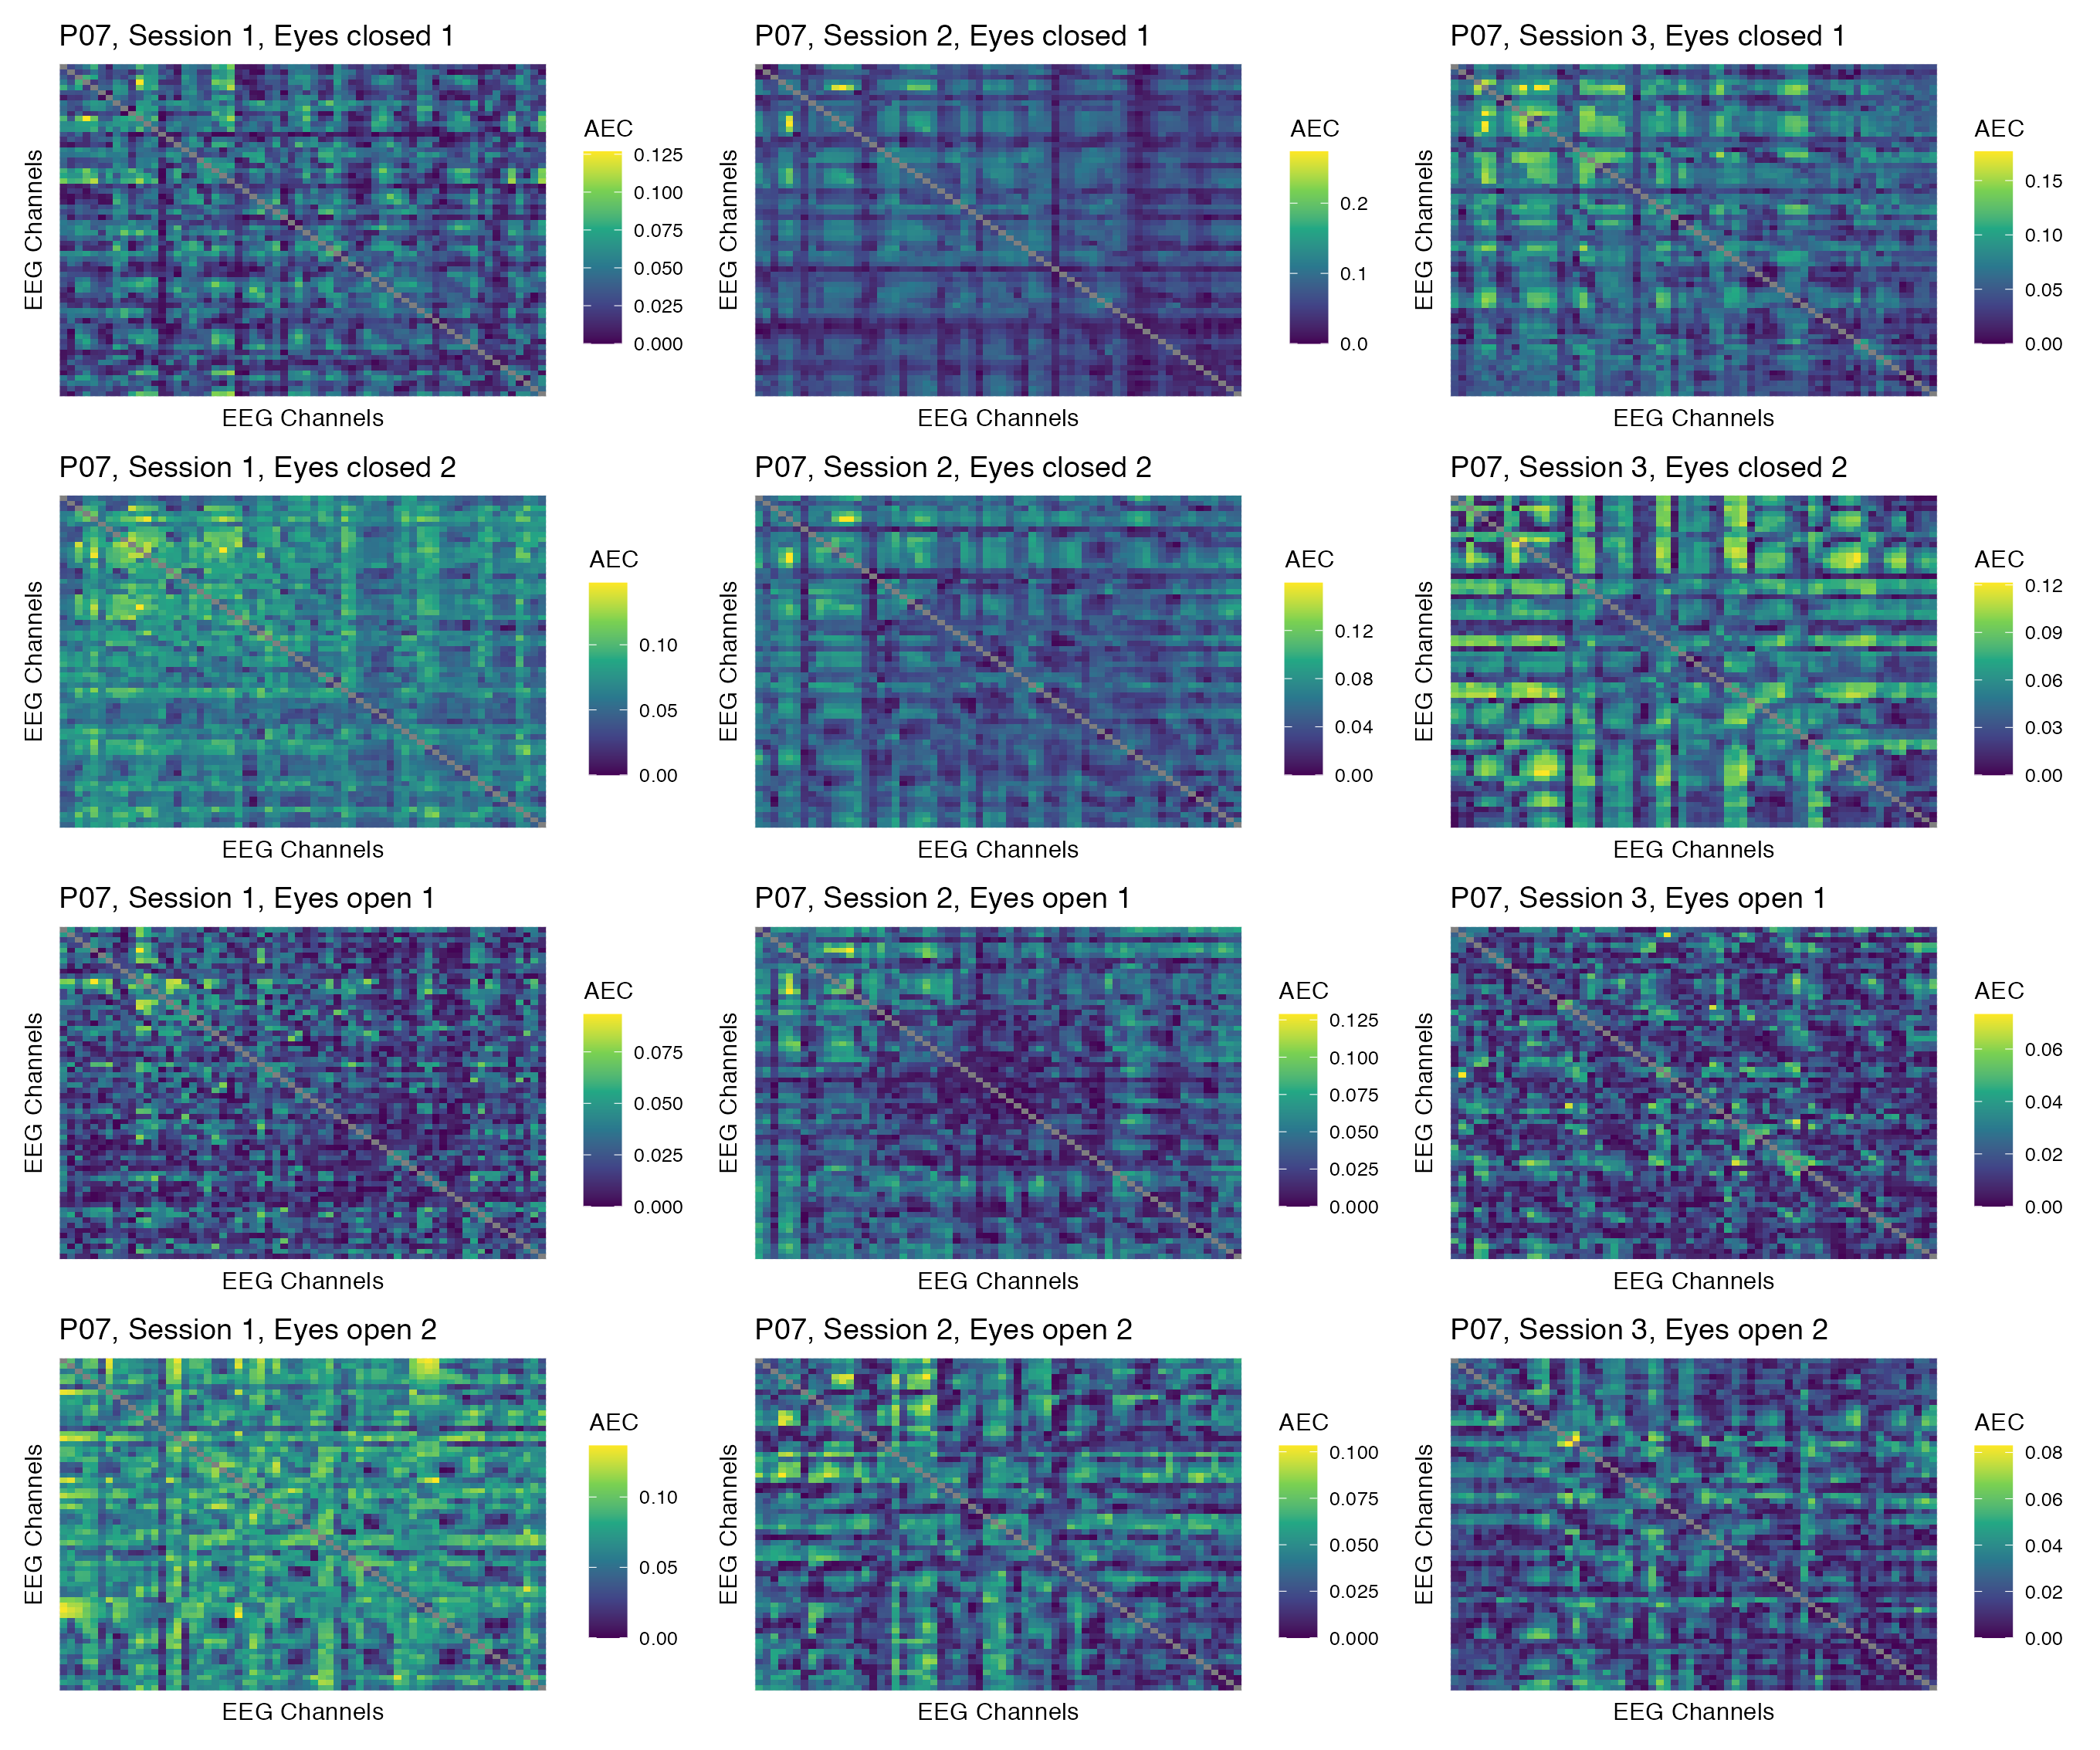 P07, Session 1, Eyes closed 1
P07, Session 2, Eyes closed 1
P07, Session 3, Eyes closed 1
EEG Channels
AEC
0.125
0.100
0.075
0.050
0.025
0.000
EEG Channels
EEG Channels
AEC
0.2
0.1
0.0
EEG Channels
EEG Channels
AEC
0.15
0.10
0.05
0.00
EEG Channels
P07, Session 1, Eyes closed 2
P07, Session 2, Eyes closed 2
P07, Session 3, Eyes closed 2
EEG Channels
AEC
0.10
0.05
0.00
EEG Channels
EEG Channels
AEC
0.12
0.08
0.04
0.00
EEG Channels
EEG Channels
AEC
0.12
0.09
0.06
0.03
0.00
EEG Channels
P07, Session 1, Eyes open 1
P07, Session 2, Eyes open 1
P07, Session 3, Eyes open 1
EEG Channels
AEC
0.075
0.050
0.025
0.000
EEG Channels
EEG Channels
AEC
0.125
0.100
0.075
0.050
0.025
0.000
EEG Channels
EEG Channels
AEC
0.06
0.04
0.02
0.00
EEG Channels
P07, Session 1, Eyes open 2
P07, Session 2, Eyes open 2
P07, Session 3, Eyes open 2
EEG Channels
AEC
0.10
0.05
0.00
EEG Channels
EEG Channels
AEC
0.100
0.075
0.050
0.025
0.000
EEG Channels
EEG Channels
AEC
0.08
0.06
0.04
0.02
0.00
EEG Channels